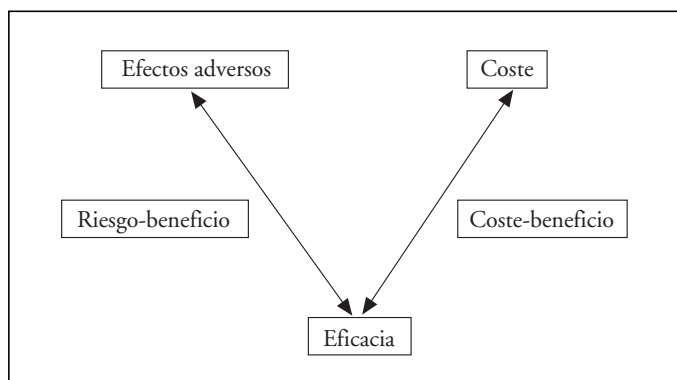 Efectos adversos
Coste
Riesgo-beneficio
Coste-beneficio
Eficacia